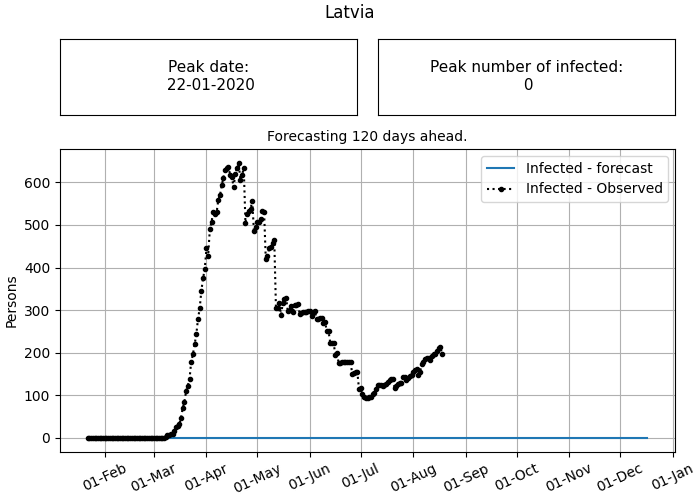 Latvia
Peak date:
22-01-2020
Peak number of infected:
0
Forecasting 120 days ahead.
Infected - forecast
Infected - Observed
Persons
600
500
400
300
200
100
0
01-Feb
01-Mar
01-Apr
01-May
01-Jun
01-Jul
01-Aug
01-Sep
01-Oct
01-Nov
01-Dec
01-Jan